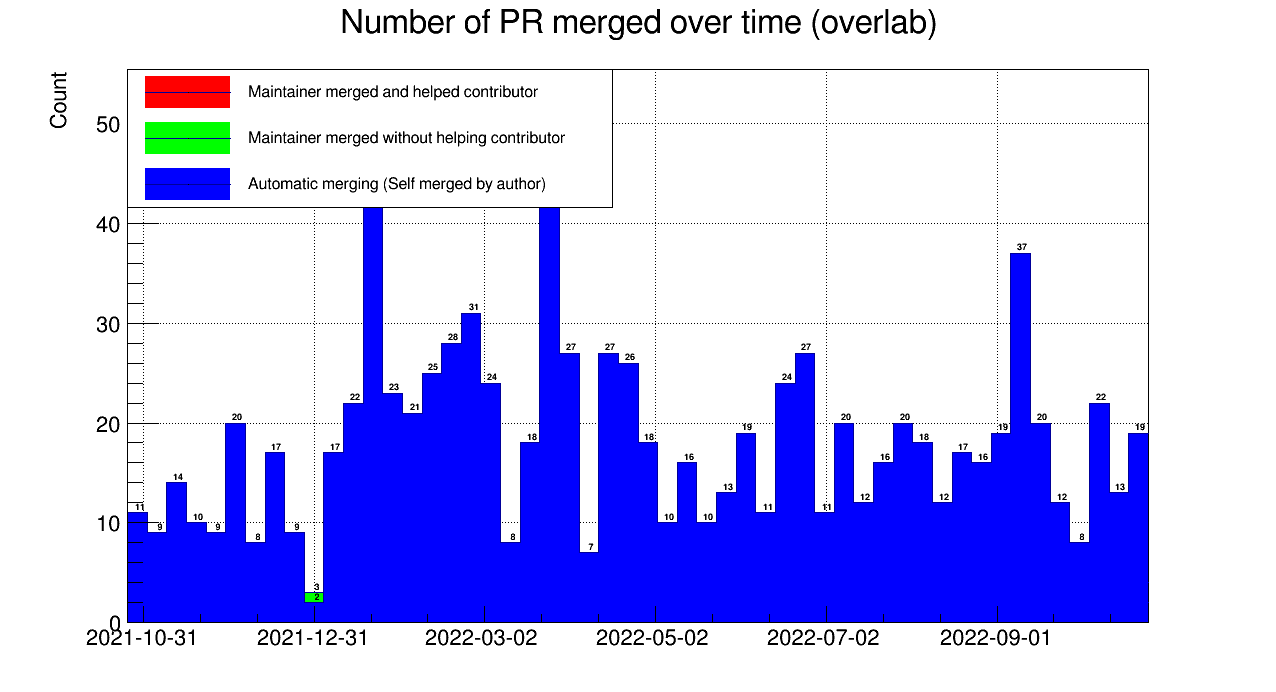 Number of PR merged over time (overlab)
Count
Maintainer merged and helped contributor
Maintainer merged without helping contributor
Automatic merging (Self merged by author)
50
40
30
20
10
0
11 9 14 10 9 20 8 17 9 3 2 17 22 23 21 25 28 31 24 8 18 27 7 27 26 18 10 16 10 13 19 11 24 27 11 20 12 16 20 18 12 17 16 19 37 20 12 8 22 13 19
2021-10-31 2021-12-31 2022-03-02 2022-05-02 2022-07-02 2022-09-01